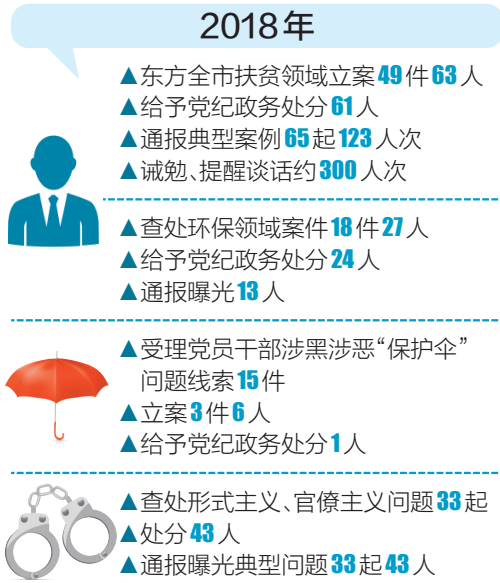 2018年
▲东方全市扶贫领域立案49件63人
▲给予党纪政务处分61人
▲通报典型案例65起123人次
▲诫勉、提醒谈话约300人次
▲查处环保领域案件18件27人
▲给予党纪政务处分24人
▲通报曝光13人
▲受理党员干部涉黑涉恶“保护伞”
问题线索15件
▲立案3件6人
▲给予党纪政务处分1人
▲查处形式主义、官僚主义问题33起
▲处分43人
▲通报曝光典型问题33起43人